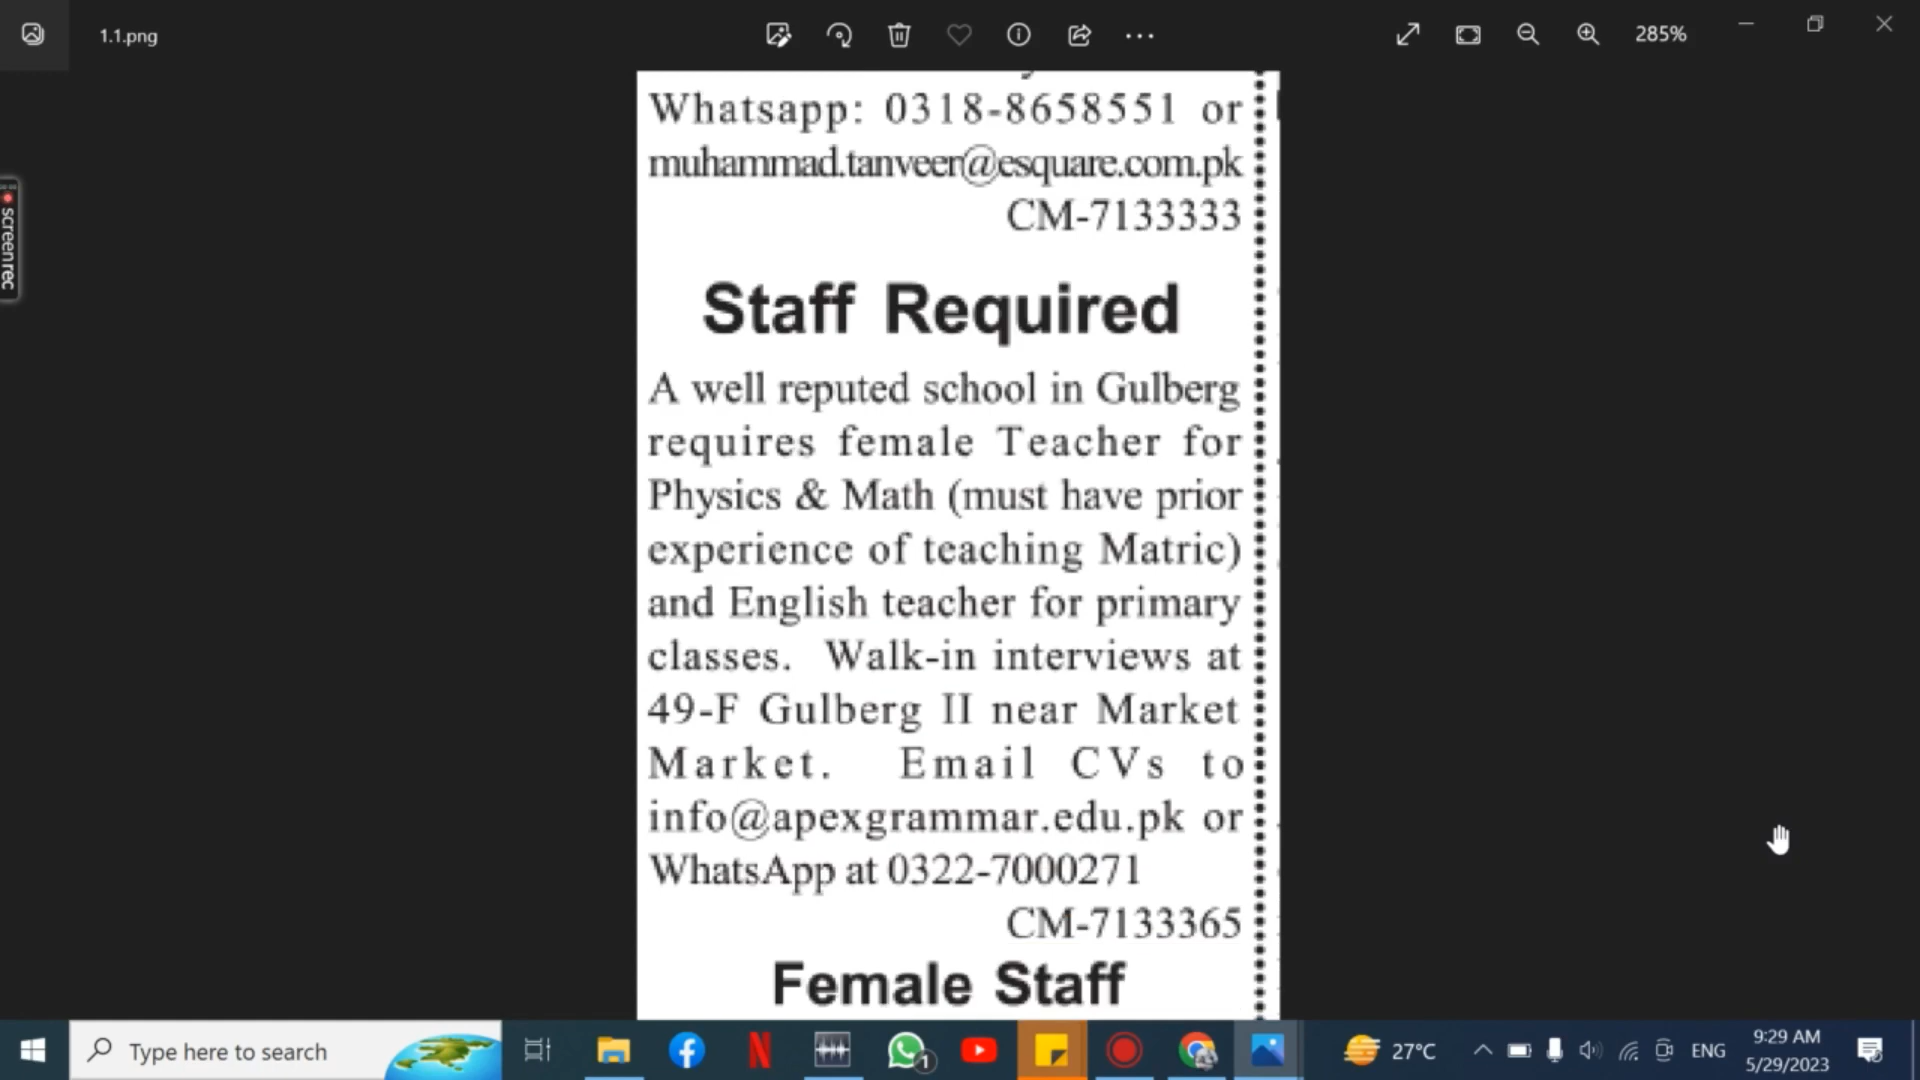 1.1.png
285%
Whatsapp: 0318-8658551 or
muhammad.tanveer@esquare.com.pk
CM-7133333
screen rec
Staff Required
A well reputed school in Gulberg
requires female Teacher for
Physics & Math (must have prior
experience of teaching Matric)
and English teacher for primary
classes. Walk-in interviews at
49-F Gulberg II near Market
Market. Email CVs to
info@apexgrammar.edu.pk or
WhatsApp at 0322-7000271
CM-7133365
Female Staff
Type here to search
1
27°C
ENG
9:29 AM
5/29/2023